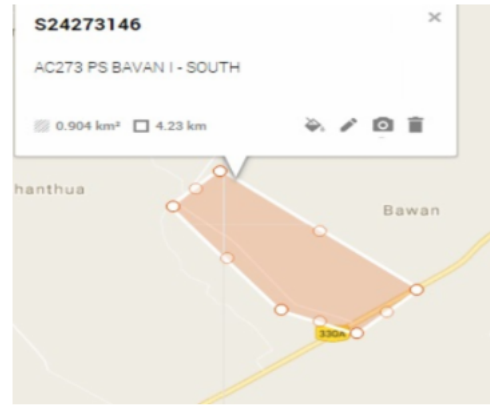 S24273146
AC273 PS BAVAN I - SOUTH
0.904 km² 4.23 km
hanthua
Bawan
330A